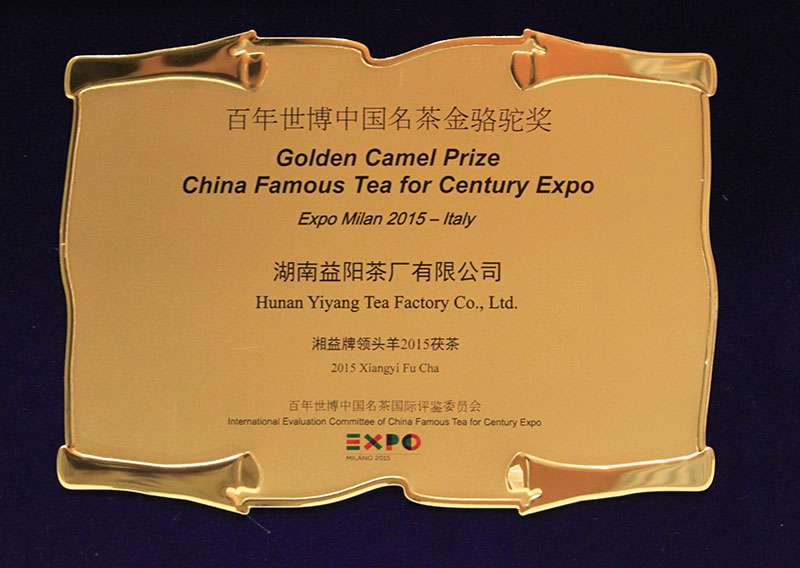 百年世博中国名茶金骆驼奖
Golden Camel Prize
China Famous Tea for Century Expo
Expo Milan 2015 – Italy
湖南益阳茶厂有限公司
Hunan Yiyang Tea Factory Co., Ltd.
湘益牌领头羊2015茯茶
2015 Xiangyi Fu Cha
百年世博中国名茶国际评鉴委员会
International Evaluation Committee of China Famous Tea for Century Expo
EXPO
MILANO 2015